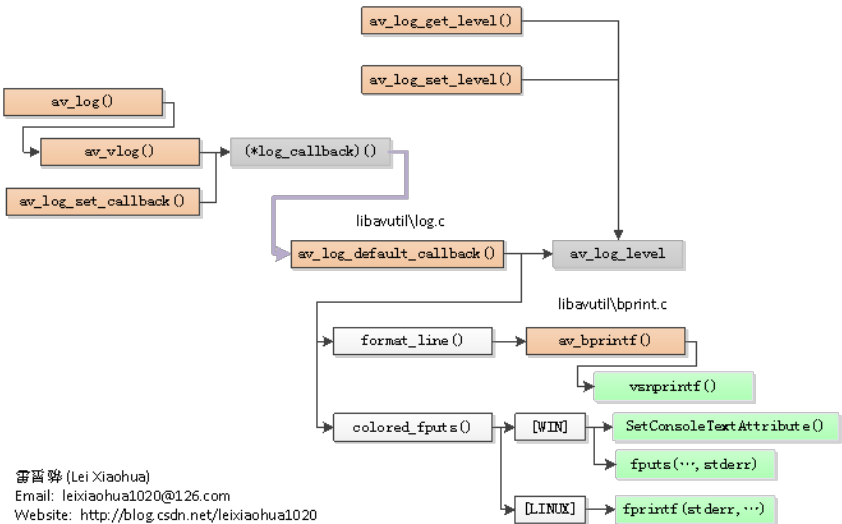 av_log_get_level()
av_log_set_level()
av_log()
av_vlog()
(*log_callback)()
av_log_set_callback()
libavutil\log.c
av_log_default_callback()
av_log_level
libavutil\bprint.c
format_line()
av_bprintf()
vsnprintf()
colored_fputs()
[WIN]
SetConsoleTextAttribute()
fputs(…,stderr)
[LINUX]
fprintf(stderr,…)
雷霄骅 (Lei Xiaohua)
Email: leixiaohua1020@126.com
Website: http://blog.csdn.net/leixiaohua1020